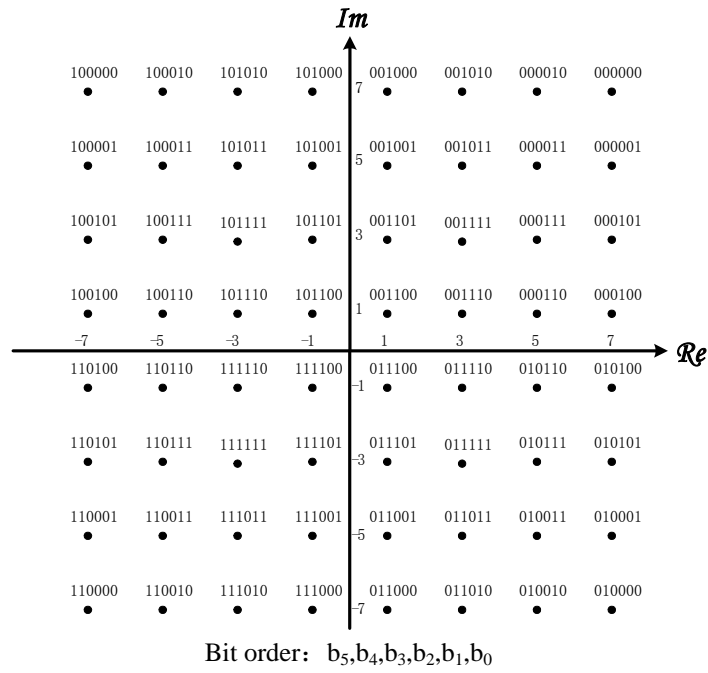 Im
100000 100010 101010 101000 001000 001010 000010 000000
7
100001 100011 101011 101001 001001 001011 000011 000001
5
100101 100111 101111 101101 001101 001111 000111 000101
3
100100 100110 101110 101100 001100 001110 000110 000100
1
-7 -5 -3 -1 1 3 5 7
Re
110100 110110 111110 111100 011100 011110 010110 010100
-1
110101 110111 111111 111101 011101 011111 010111 010101
-3
110001 110011 111011 111001 011001 011011 010011 010001
-5
110000 110010 111010 111000 011000 011010 010010 010000
-7
Bit order: b₅,b₄,b₃,b₂,b₁,b₀